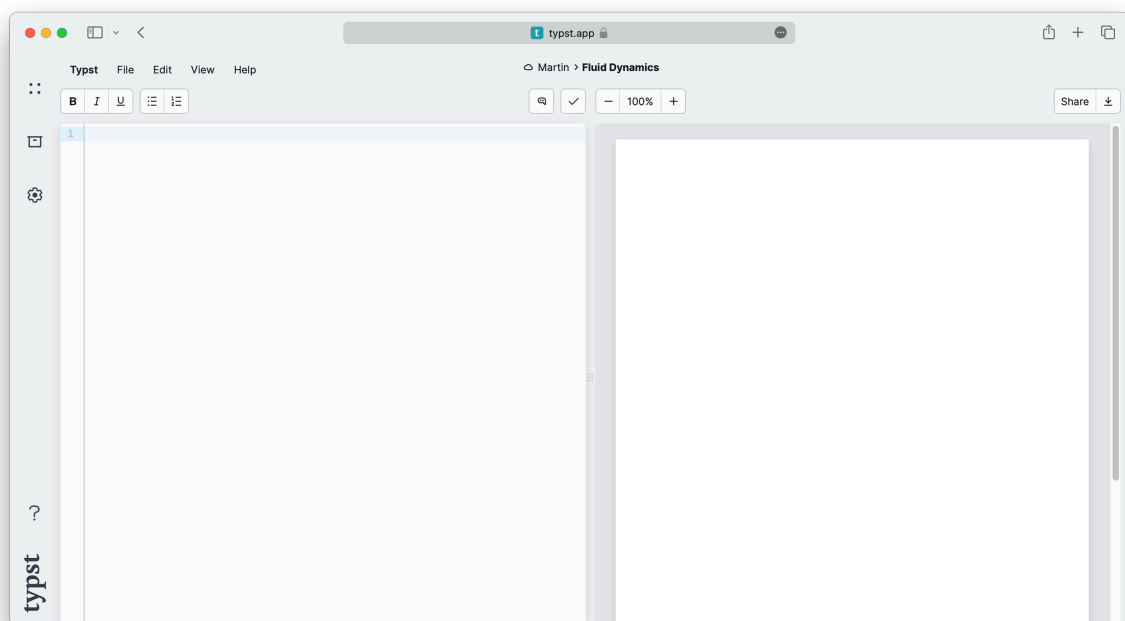 t typst.app
Typst File Edit View Help
Martin > Fluid Dynamics
B I U
100%
Share
1
?
typst